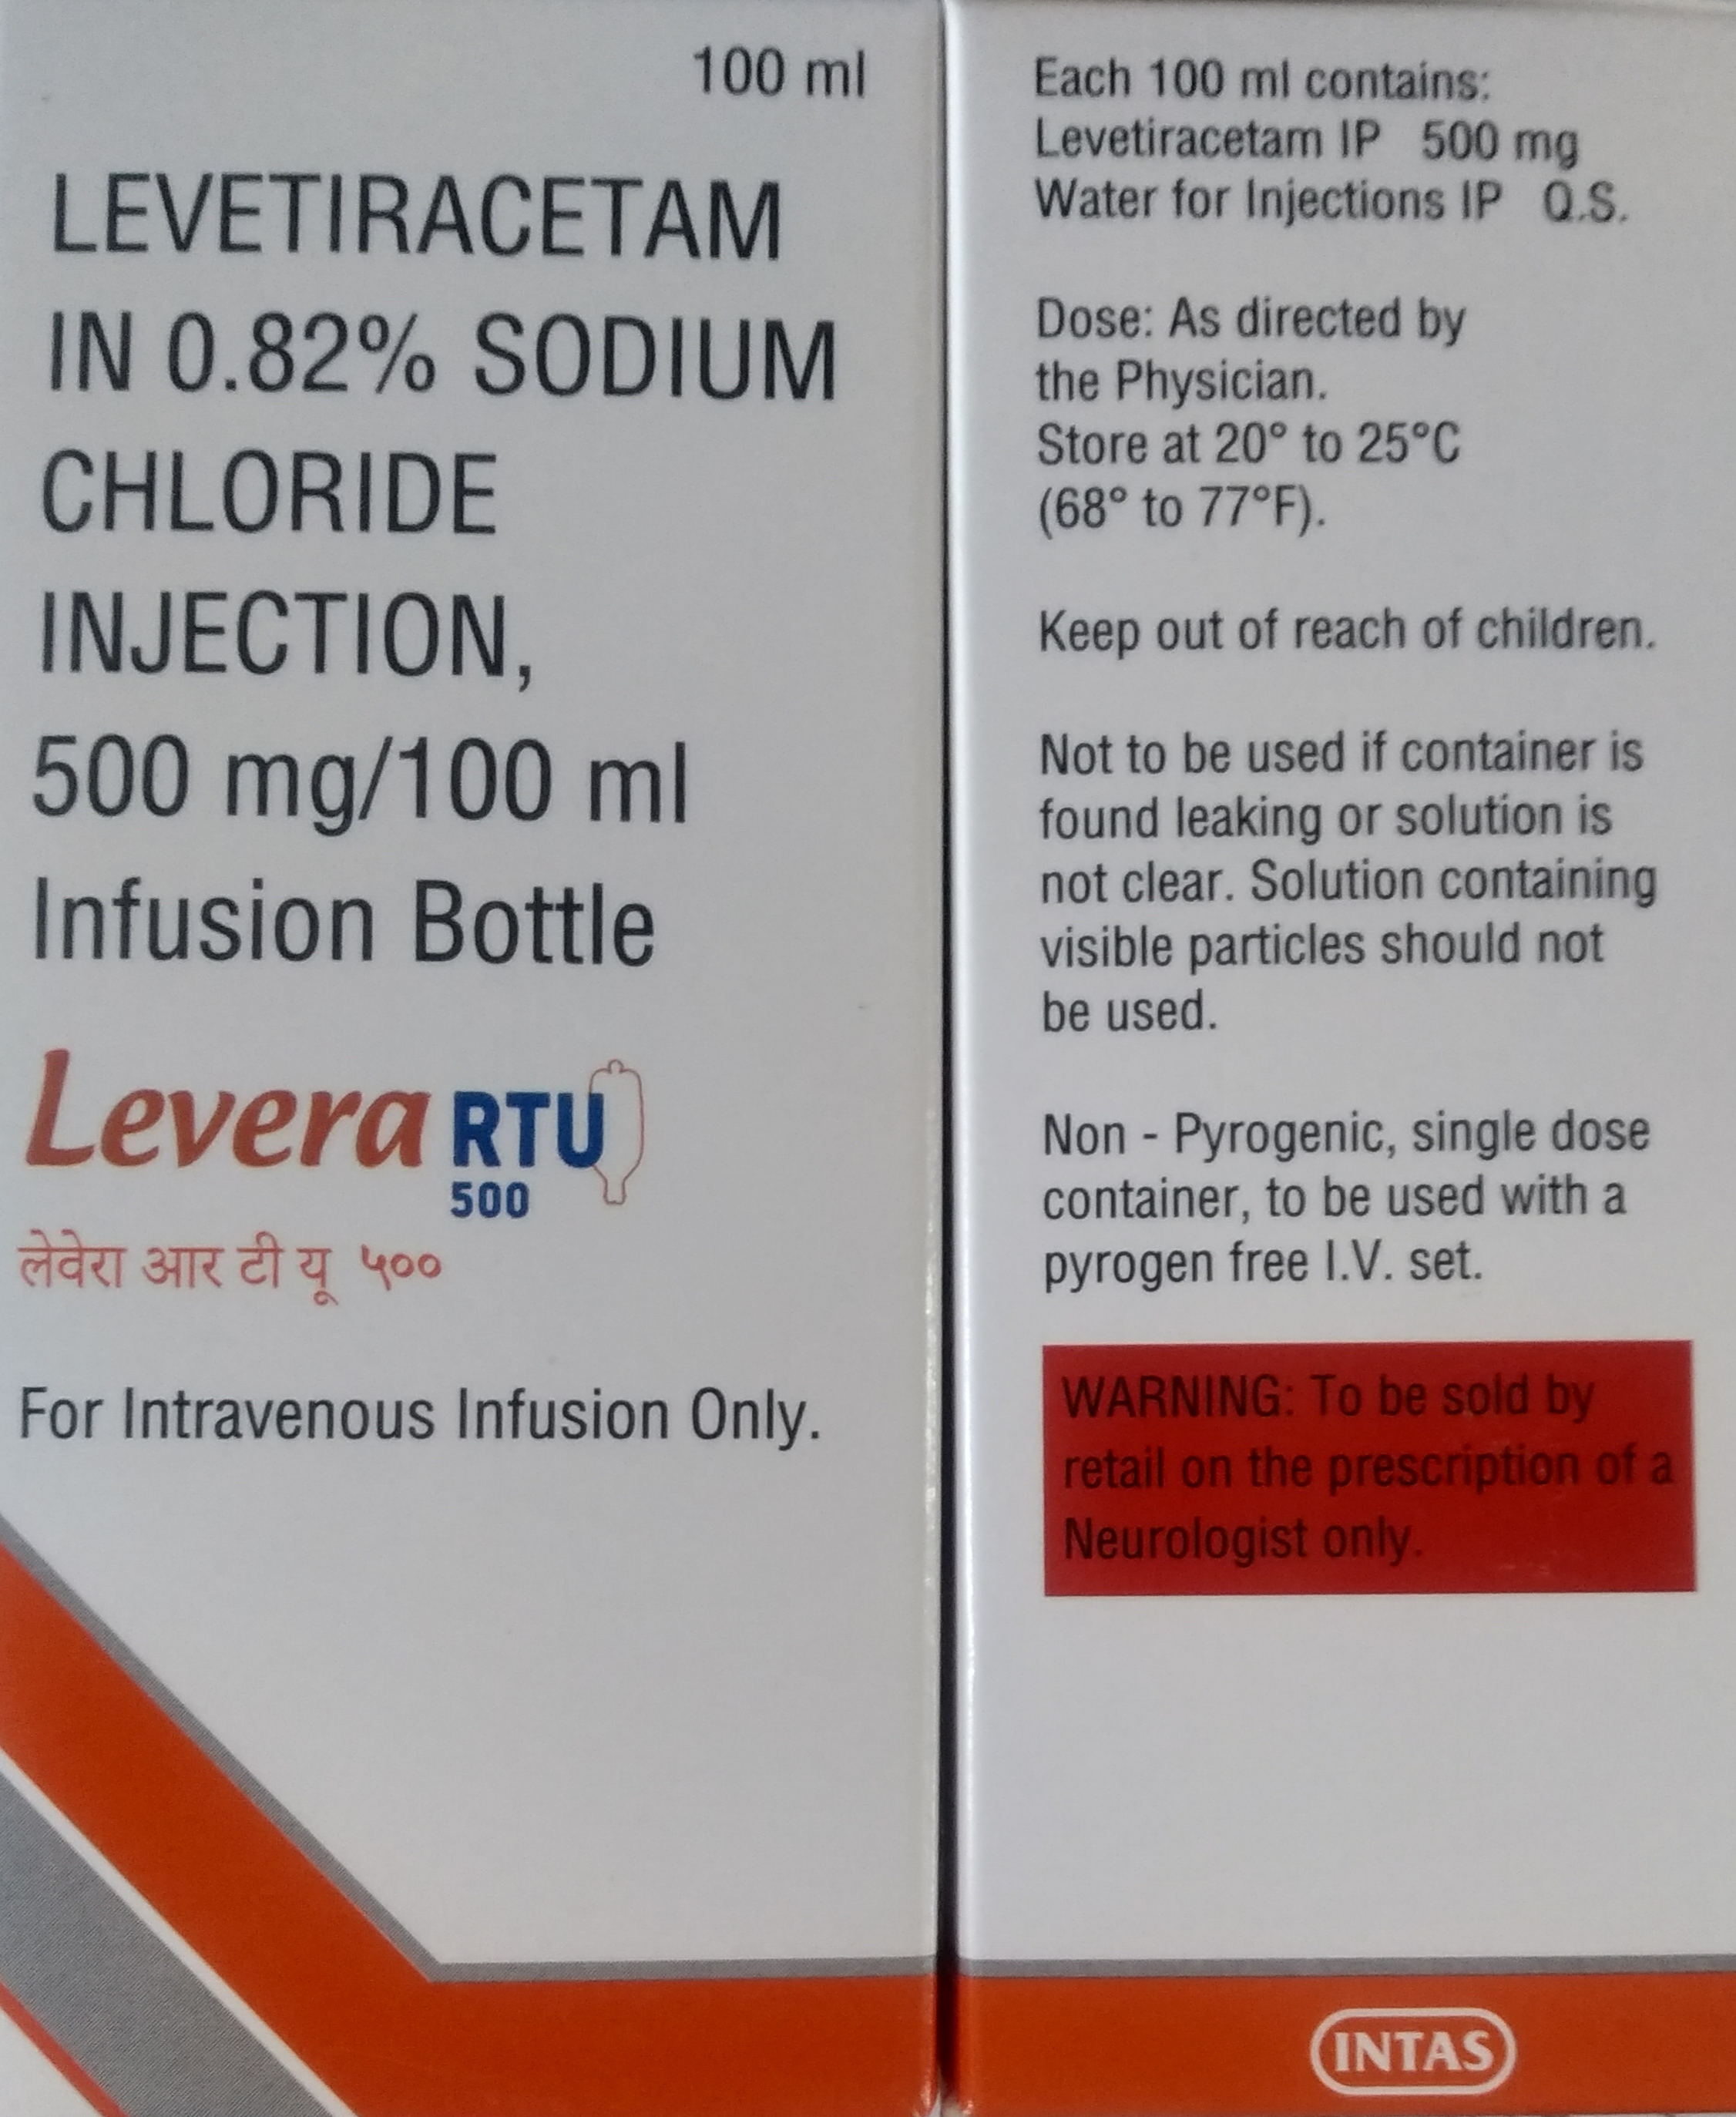 100 ml
LEVETIRACETAM
IN 0.82% SODIUM
CHLORIDE
INJECTION,
500 mg/100 ml
Infusion Bottle
Levera RTU
500
लेवेरा आर टी यू ५००
For Intravenous Infusion Only.
Each 100 ml contains:
Levetiracetam IP 500 mg
Water for Injections IP Q.S.
Dose: As directed by
the Physician.
Store at 20° to 25°C
(68° to 77°F).
Keep out of reach of children.
Not to be used if container is
found leaking or solution is
not clear. Solution containing
visible particles should not
be used.
Non - Pyrogenic, single dose
container, to be used with a
pyrogen free I.V. set.
WARNING: To be sold by
retail on the prescription of a
Neurologist only.
INTAS